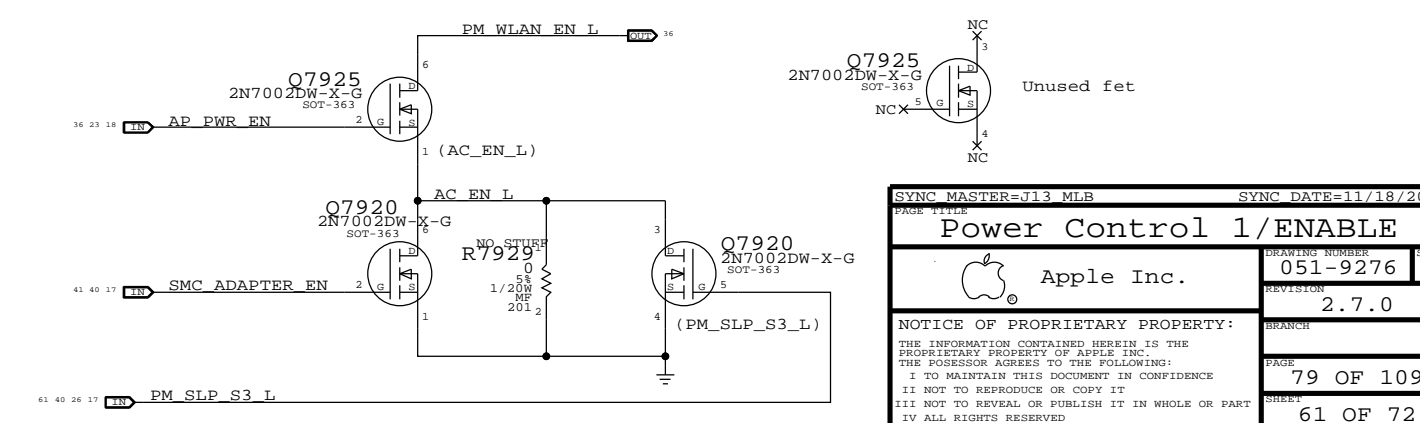 PM_WLAN_EN_L
OUT 36
6
D
Q7925
2N7002DW-X-G
SOT-363
36 23 18 IN AP_PWR_EN
2 G S
1 (AC_EN_L)
NC
3
Q7925
2N7002DW-X-G
SOT-363
D
NC 5 G S
4
NC
Unused fet
AC_EN_L
Q7920
2N7002DW-X-G
SOT-363
6
D
41 40 17 IN SMC_ADAPTER_EN
2 G S
1
NO STUFF
R7929
1
0
5%
1/20W
MF
201
2
3
D
Q7920
2N7002DW-X-G
SOT-363
S G 5
4
(PM_SLP_S3_L)
61 40 26 17 IN PM_SLP_S3_L
SYNC_MASTER=J13_MLB
PAGE TITLE
Power Control 1/ENABLE
Apple Inc.
®
DRAWING NUMBER
051-9276
REVISION
2.7.0
BRANCH
PAGE
79 OF 109
SHEET
61 OF 72
NOTICE OF PROPRIETARY PROPERTY:
THE INFORMATION CONTAINED HEREIN IS THE
PROPRIETARY PROPERTY OF APPLE INC.
THE POSESSOR AGREES TO THE FOLLOWING:
I TO MAINTAIN THIS DOCUMENT IN CONFIDENCE
II NOT TO REPRODUCE OR COPY IT
III NOT TO REVEAL OR PUBLISH IT IN WHOLE OR PART
IV ALL RIGHTS RESERVED